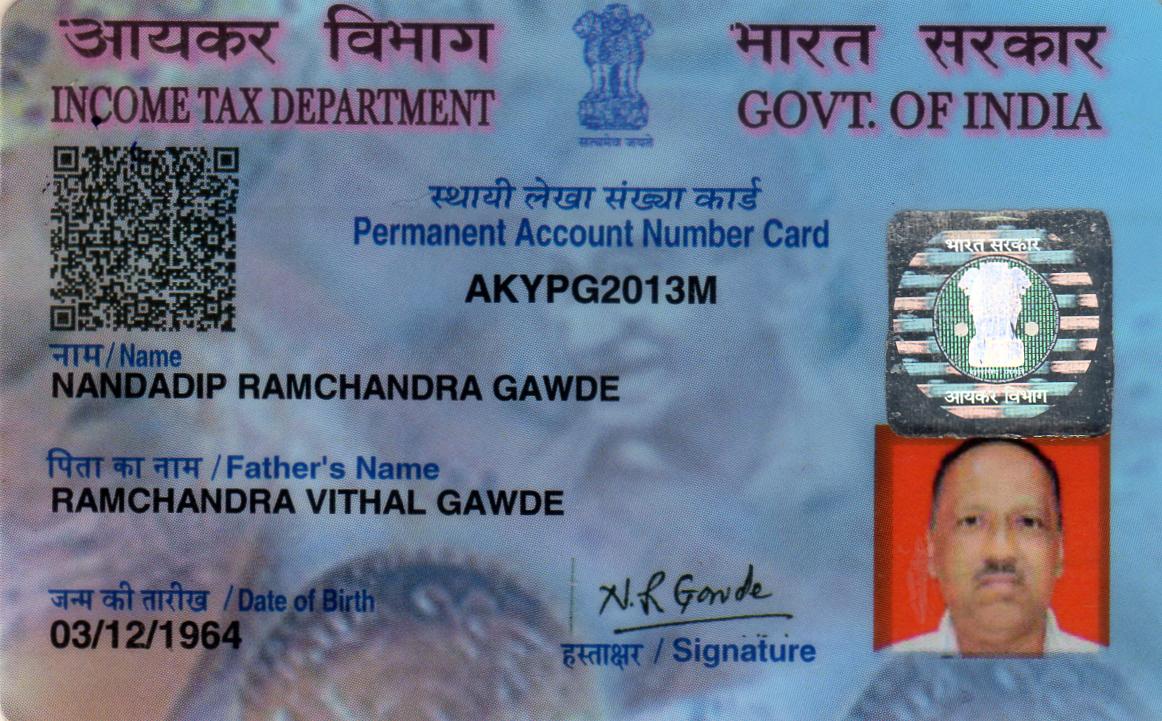 आयकर विभाग
भारत सरकार
INCOME TAX DEPARTMENT
GOVT. OF INDIA
सत्यमेव जयते
स्थायी लेखा संख्या कार्ड
Permanent Account Number Card
AKYPG2013M
भारत सरकार
आयकर विभाग
नाम / Name
NANDADIP RAMCHANDRA GAWDE
पिता का नाम / Father's Name
RAMCHANDRA VITHAL GAWDE
जन्म की तारीख / Date of Birth
03/12/1964
N. R Gawde
हस्ताक्षर / Signature